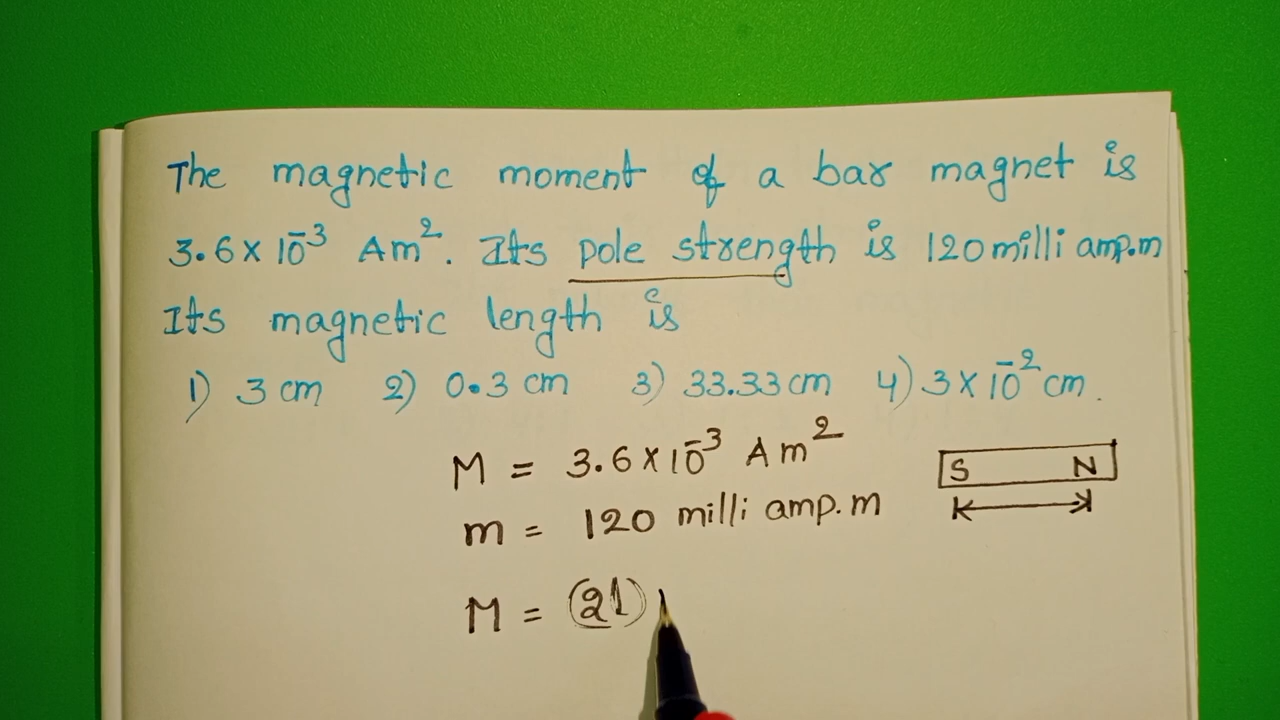 The magnetic moment of a bar magnet is
3.6 × 10⁻³ Am². Its pole strength is 120 milli amp.m
Its magnetic length is
1) 3 cm 2) 0.3 cm 3) 33.33 cm 4) 3 × 10⁻² cm.
M = 3.6 × 10⁻³ Am²
S N
m = 120 milli amp.m
M = (2l)